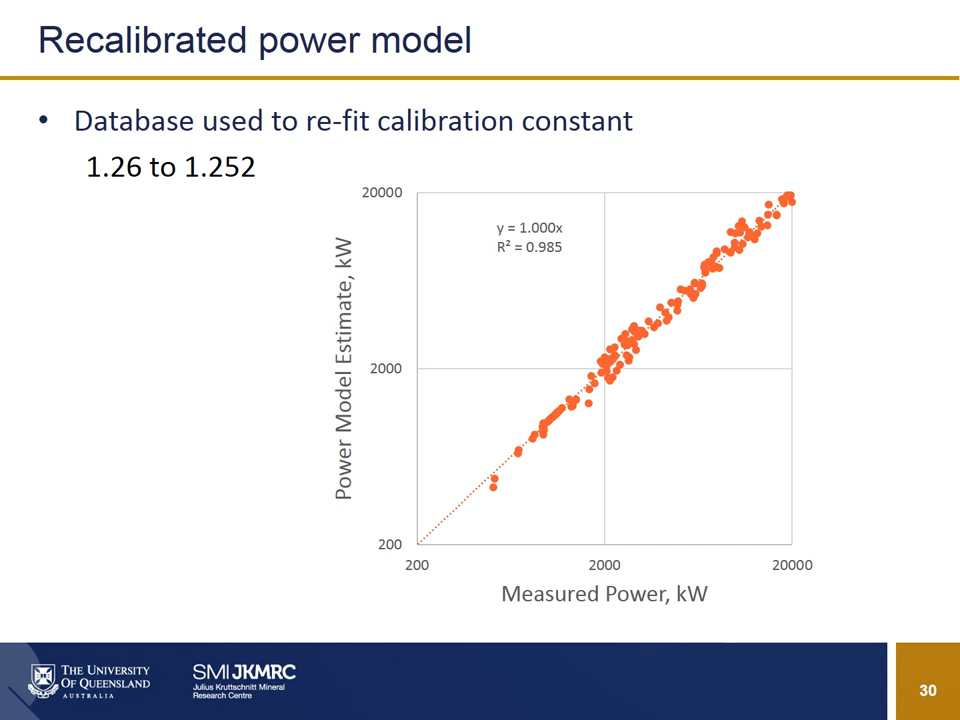 Recalibrated power model
• Database used to re-fit calibration constant
1.26 to 1.252
20000
y = 1.000x
R² = 0.985
Power Model Estimate, kW
2000
200
200 2000 20000
Measured Power, kW
THE UNIVERSITY
OF QUEENSLAND
AUSTRALIA
SMI JKMRC
Julius Kruttschnitt Mineral
Research Centre
30